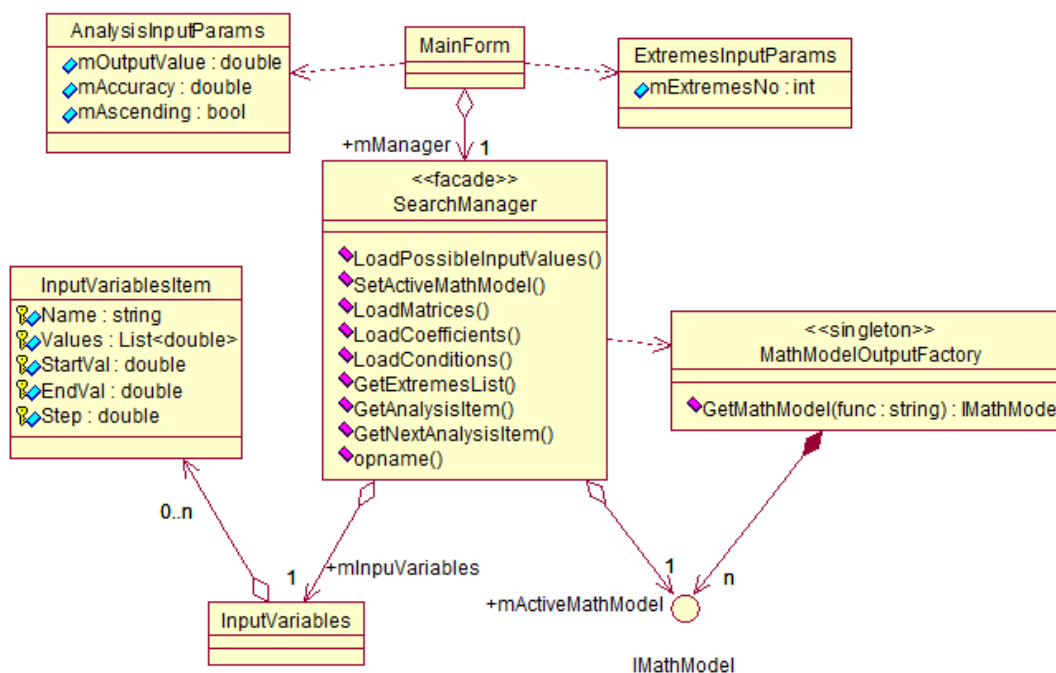 AnalysisInputParams
mOutputValue : double
mAccuracy : double
mAscending : bool
MainForm
ExtremesInputParams
mExtremesNo : int
+mManager
1
<<facade>>
SearchManager
LoadPossibleInputValues()
SetActiveMathModel()
LoadMatrices()
LoadCoefficients()
LoadConditions()
GetExtremesList()
GetAnalysisItem()
GetNextAnalysisItem()
opname()
InputVariablesItem
Name : string
Values : List<double>
StartVal : double
EndVal : double
Step : double
<<singleton>>
MathModelOutputFactory
GetMathModel(func : string) : IMathModel
0..n
1
+mInpuVariables
InputVariables
1
+mActiveMathModel
n
IMathModel